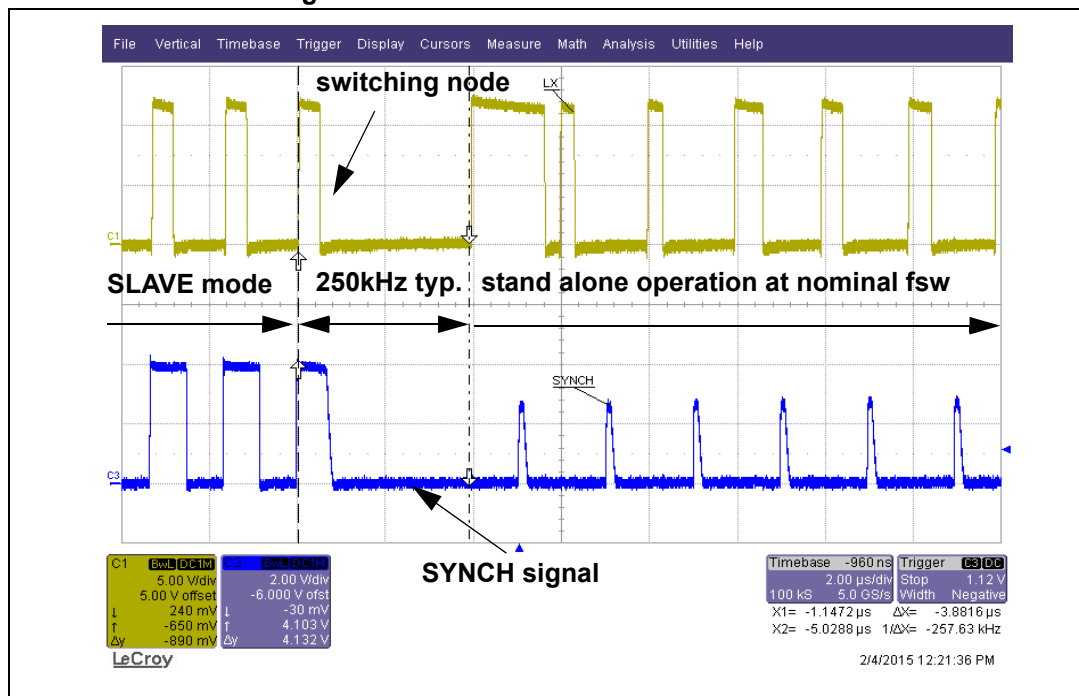 File Vertical Timebase Trigger Display Cursors Measure Math Analysis Utilities Help
switching node
LX
C1
SLAVE mode
250kHz typ.
stand alone operation at nominal fsw
SYNCH
C3
SYNCH signal
C1 BwL DC1M
5.00 V/div
5.00 V offset
↓ 240 mV
↑ -650 mV
Δy -890 mV
C3 BwL DC1M
2.00 V/div
-6.000 V ofst
↓ -30 mV
↑ 4.103 V
Δy 4.132 V
Timebase -960 ns
2.00 µs/div
100 kS 5.0 GS/s
Trigger C3 DC
Stop 1.12 V
Width Negative
X1= -1.1472 µs ΔX= -3.8816 µs
X2= -5.0288 µs 1/ΔX= -257.63 kHz
LeCroy
2/4/2015 12:21:36 PM